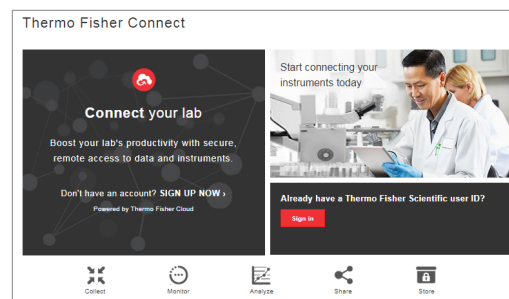 Thermo Fisher Connect
Connect your lab
Boost your lab's productivity with secure,
remote access to data and instruments.
Don't have an account? SIGN UP NOW ›
Powered by Thermo Fisher Cloud
Start connecting your
instruments today
Already have a Thermo Fisher Scientific user ID?
Sign in
Collect
Monitor
Analyze
Share
Store